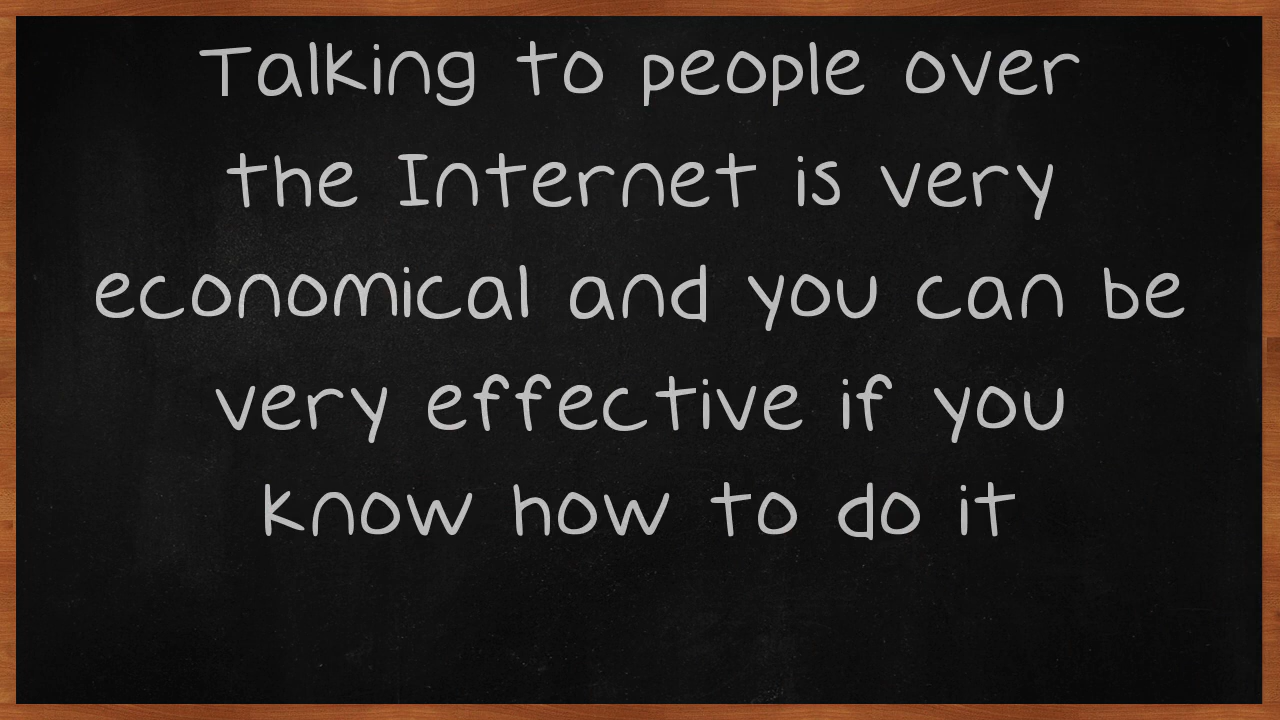 Talking to people over
the Internet is very
economical and you can be
very effective if you
know how to do it